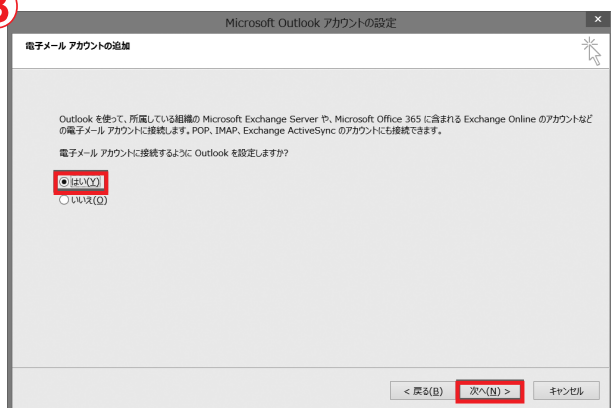 Microsoft Outlook アカウントの設定
電子メール アカウントの追加
Outlook を使って、所属している組織の Microsoft Exchange Server や、Microsoft Office 365 に含まれる Exchange Online のアカウントなど
の電子メール アカウントに接続します。POP、IMAP、Exchange ActiveSync のアカウントにも接続できます。
電子メール アカウントに接続するように Outlook を設定しますか?
はい(Y)
いいえ(O)
< 戻る(B) 次へ(N) > キャンセル